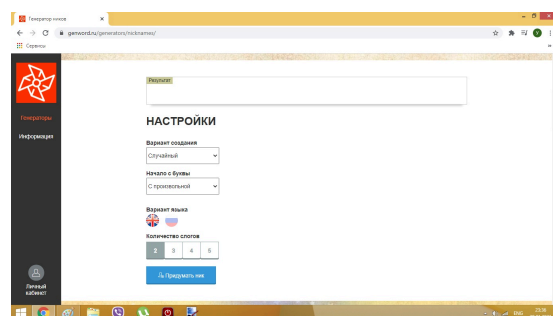 Генератор ников
genword.ru/generators/nicknames/
Сервисы
Генераторы
Информация
Личный
кабинет
Результат
НАСТРОЙКИ
Вариант создания
Случайный
Начало с буквы
С произвольной
Вариант языка
Количество слогов
2 3 4 5
Придумать ник